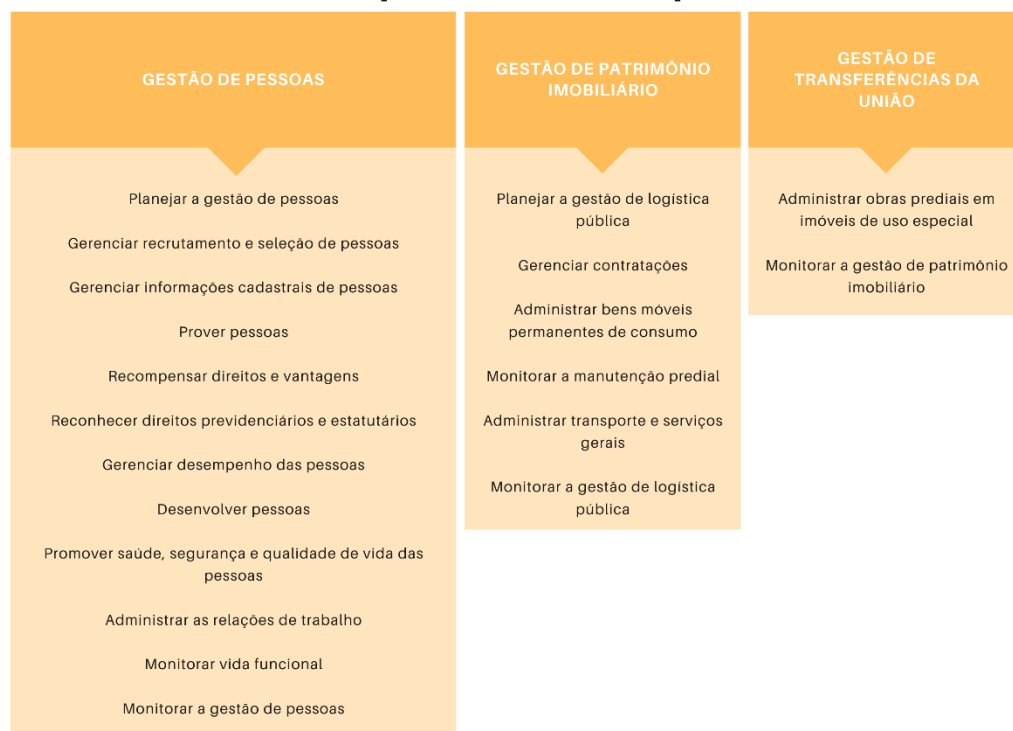 GESTÃO DE PESSOAS
Planejar a gestão de pessoas
Gerenciar recrutamento e seleção de pessoas
Gerenciar informações cadastrais de pessoas
Prover pessoas
Recompensar direitos e vantagens
Reconhecer direitos previdenciários e estatutários
Gerenciar desempenho das pessoas
Desenvolver pessoas
Promover saúde, segurança e qualidade de vida das
pessoas
Administrar as relações de trabalho
Monitorar vida funcional
Monitorar a gestão de pessoas
GESTÃO DE PATRIMÔNIO
IMOBILIÁRIO
Planejar a gestão de logística
pública
Gerenciar contratações
Administrar bens móveis
permanentes de consumo
Monitorar a manutenção predial
Administrar transporte e serviços
gerais
Monitorar a gestão de logística
pública
GESTÃO DE
TRANSFERÊNCIAS DA
UNIÃO
Administrar obras prediais em
imóveis de uso especial
Monitorar a gestão de patrimônio
imobiliário